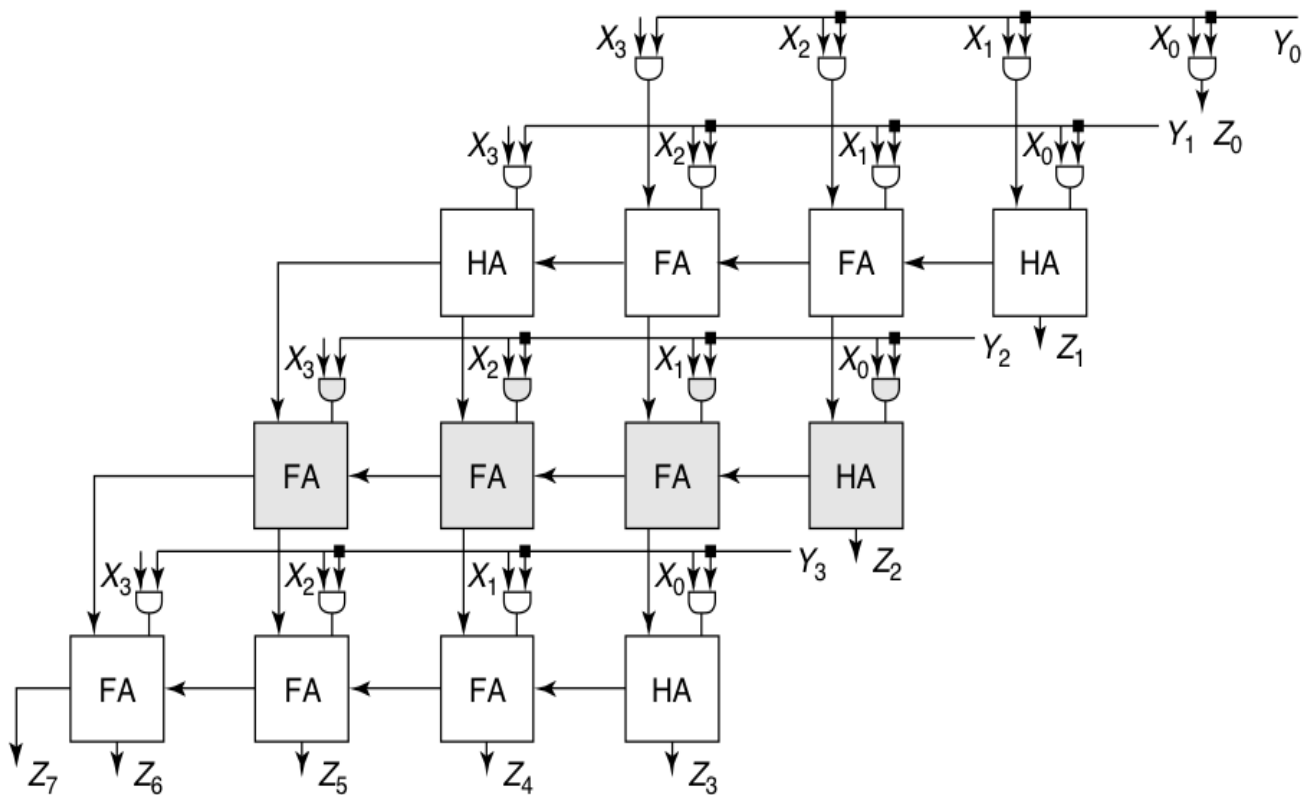 X3 X2 X1 X0 Y0
X3 X2 X1 X0 Y1 Z0
HA FA FA HA
X3 X2 X1 X0 Y2 Z1
FA FA FA HA
X3 X2 X1 X0 Y3 Z2
FA FA FA HA
Z7 Z6 Z5 Z4 Z3